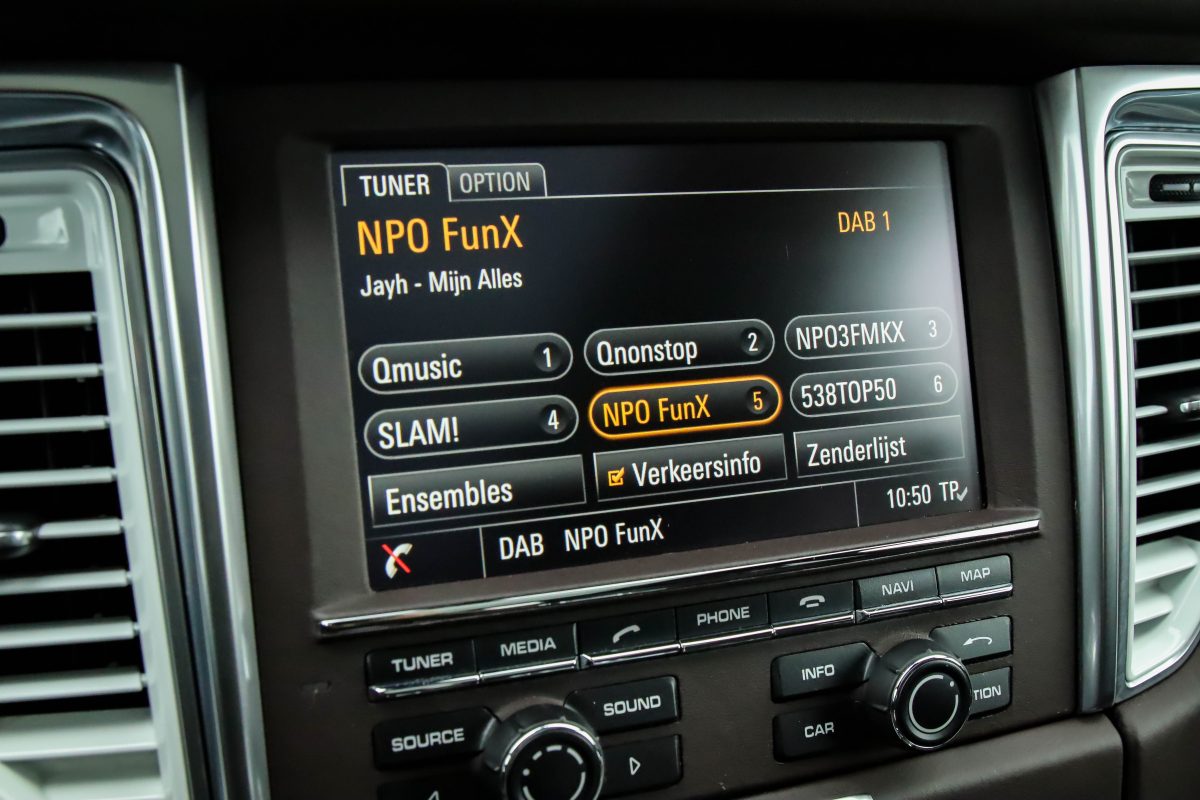 TUNER OPTION
NPO FunX DAB 1
Jayh - Mijn Alles
Qmusic 1 Qnonstop 2 NPO3FMKX 3
SLAM! 4 NPO FunX 5 538TOP50 6
Ensembles Verkeersinfo Zenderlijst
DAB NPO FunX 10:50 TP
TUNER MEDIA PHONE NAVI MAP
SOURCE SOUND INFO
CAR TION